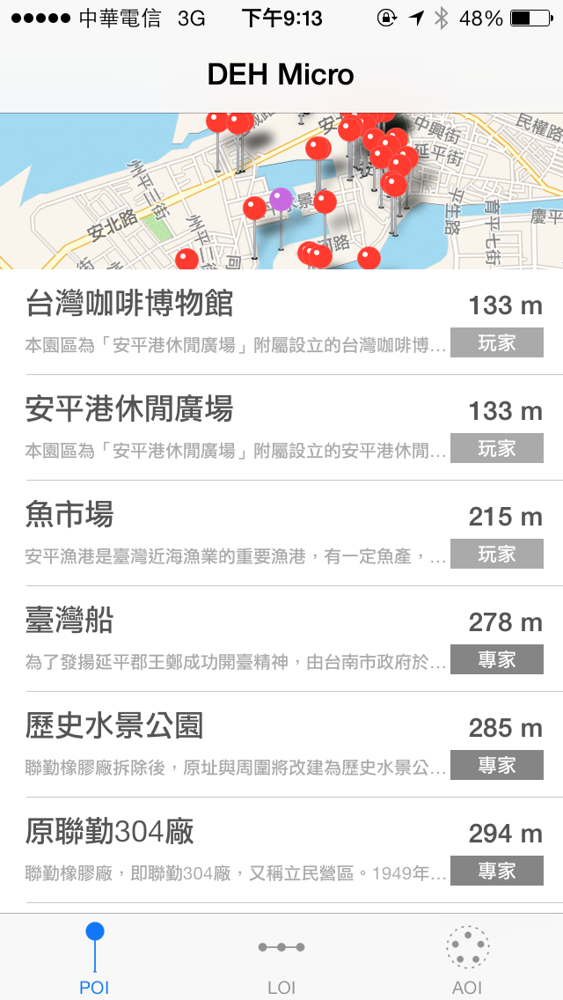 中華電信 3G 下午9:13 48%
DEH Micro
中興街
民權路
延平街
安北路
州平三街
州平三
平生路
育平七街
慶平
河路
台灣咖啡博物館
133 m
本園區為「安平港休閒廣場」附屬設立的台灣咖啡博…
玩家
安平港休閒廣場
133 m
本園區為「安平港休閒廣場」附屬設立的安平港休閒…
玩家
魚市場
215 m
安平漁港是臺灣近海漁業的重要漁港，有一定魚產，…
玩家
臺灣船
278 m
為了發揚延平郡王鄭成功開臺精神，由台南市政府於…
專家
歷史水景公園
285 m
聯勤橡膠廠拆除後，原址與周圍將改建為歷史水景公…
專家
原聯勤304廠
294 m
聯勤橡膠廠，即聯勤304廠，又稱立民營區。1949年…
專家
POI
LOI
AOI